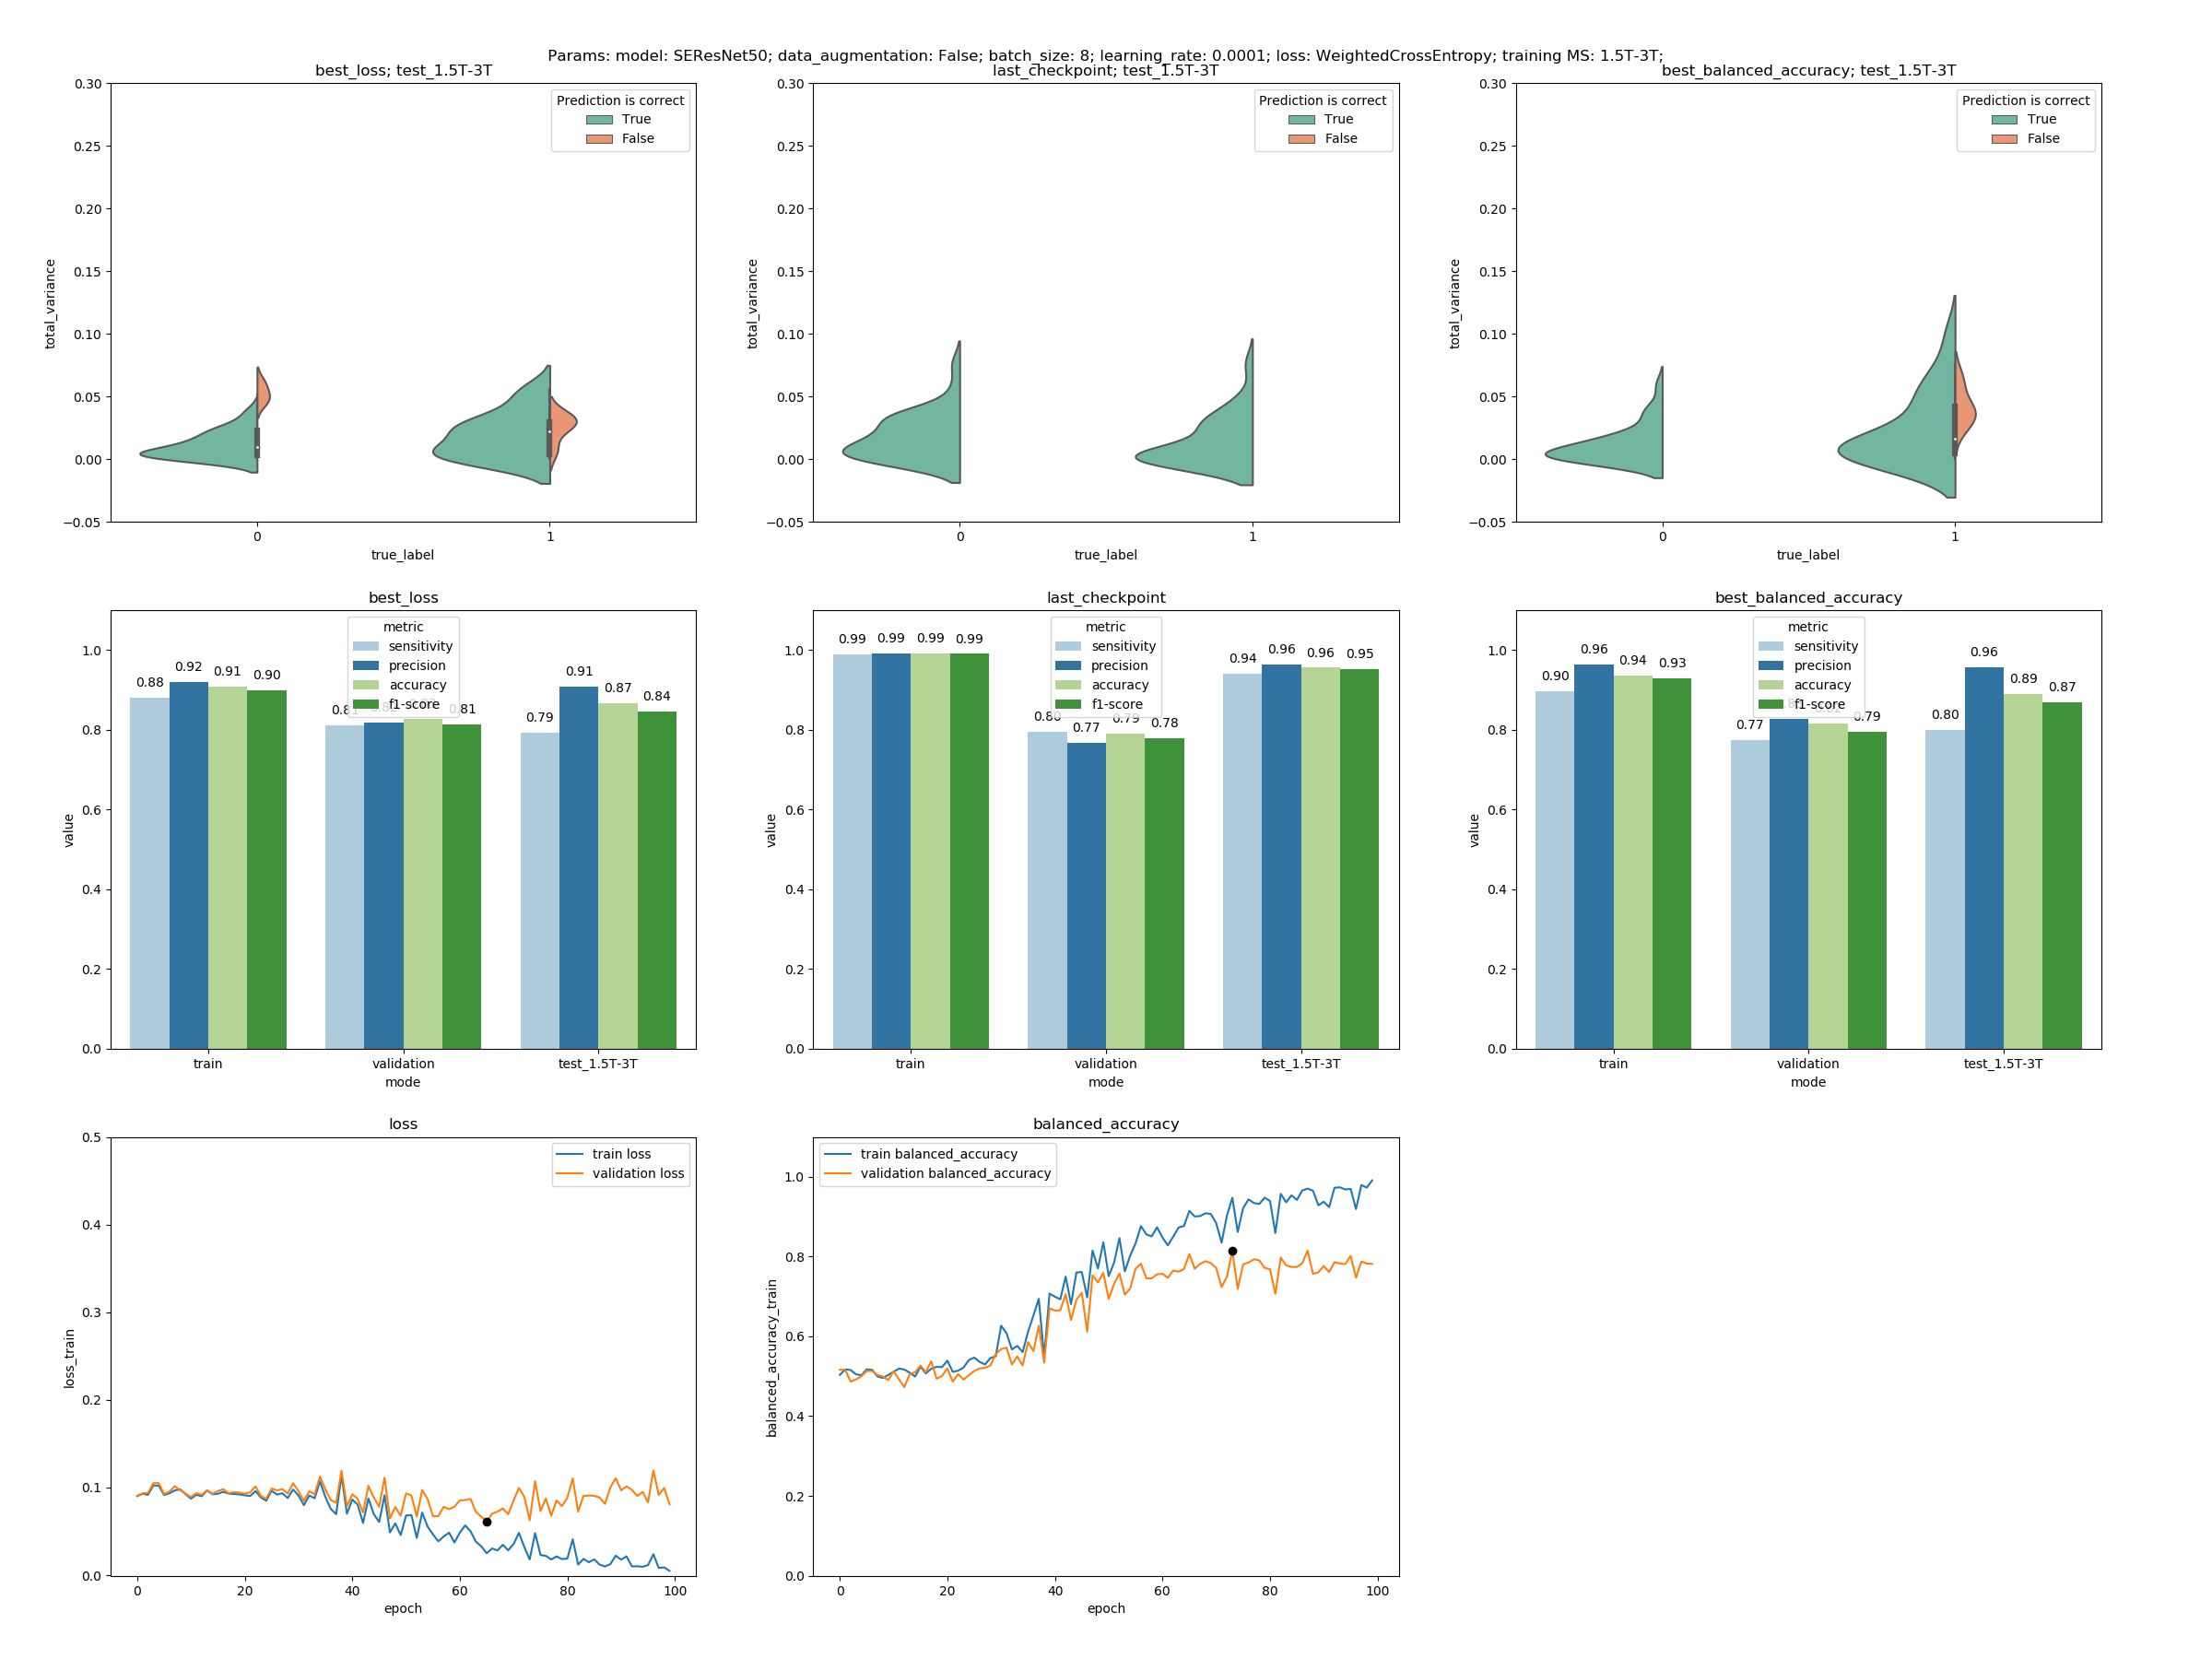 Params: model: SEResNet50; data_augmentation: False; batch_size: 8; learning_rate: 0.0001; loss: WeightedCrossEntropy; training MS: 1.5T-3T;
best_loss; test_1.5T-3T
Prediction is correct
True
False
0.30
0.25
0.20
0.15
0.10
0.05
0.00
−0.05
total_variance
0
1
true_label
last_checkpoint; test_1.5T-3T
Prediction is correct
True
False
0.30
0.25
0.20
0.15
0.10
0.05
0.00
−0.05
total_variance
0
1
true_label
best_balanced_accuracy; test_1.5T-3T
Prediction is correct
True
False
0.30
0.25
0.20
0.15
0.10
0.05
0.00
−0.05
total_variance
0
1
true_label
best_loss
metric
sensitivity
precision
accuracy
f1-score
1.0
0.8
0.6
0.4
0.2
0.0
value
0.88
0.92
0.91
0.90
0.81
0.81
0.79
0.91
0.87
0.84
train
validation
test_1.5T-3T
mode
last_checkpoint
metric
sensitivity
precision
accuracy
f1-score
1.0
0.8
0.6
0.4
0.2
0.0
value
0.99
0.99
0.99
0.99
0.80
0.77
0.79
0.78
0.94
0.96
0.96
0.95
train
validation
test_1.5T-3T
mode
best_balanced_accuracy
metric
sensitivity
precision
accuracy
f1-score
1.0
0.8
0.6
0.4
0.2
0.0
value
0.90
0.96
0.94
0.93
0.77
0.79
0.80
0.96
0.89
0.87
train
validation
test_1.5T-3T
mode
loss
train loss
validation loss
0.5
0.4
0.3
0.2
0.1
0.0
loss_train
0
20
40
60
80
100
epoch
balanced_accuracy
train balanced_accuracy
validation balanced_accuracy
1.0
0.8
0.6
0.4
0.2
0.0
balanced_accuracy_train
0
20
40
60
80
100
epoch